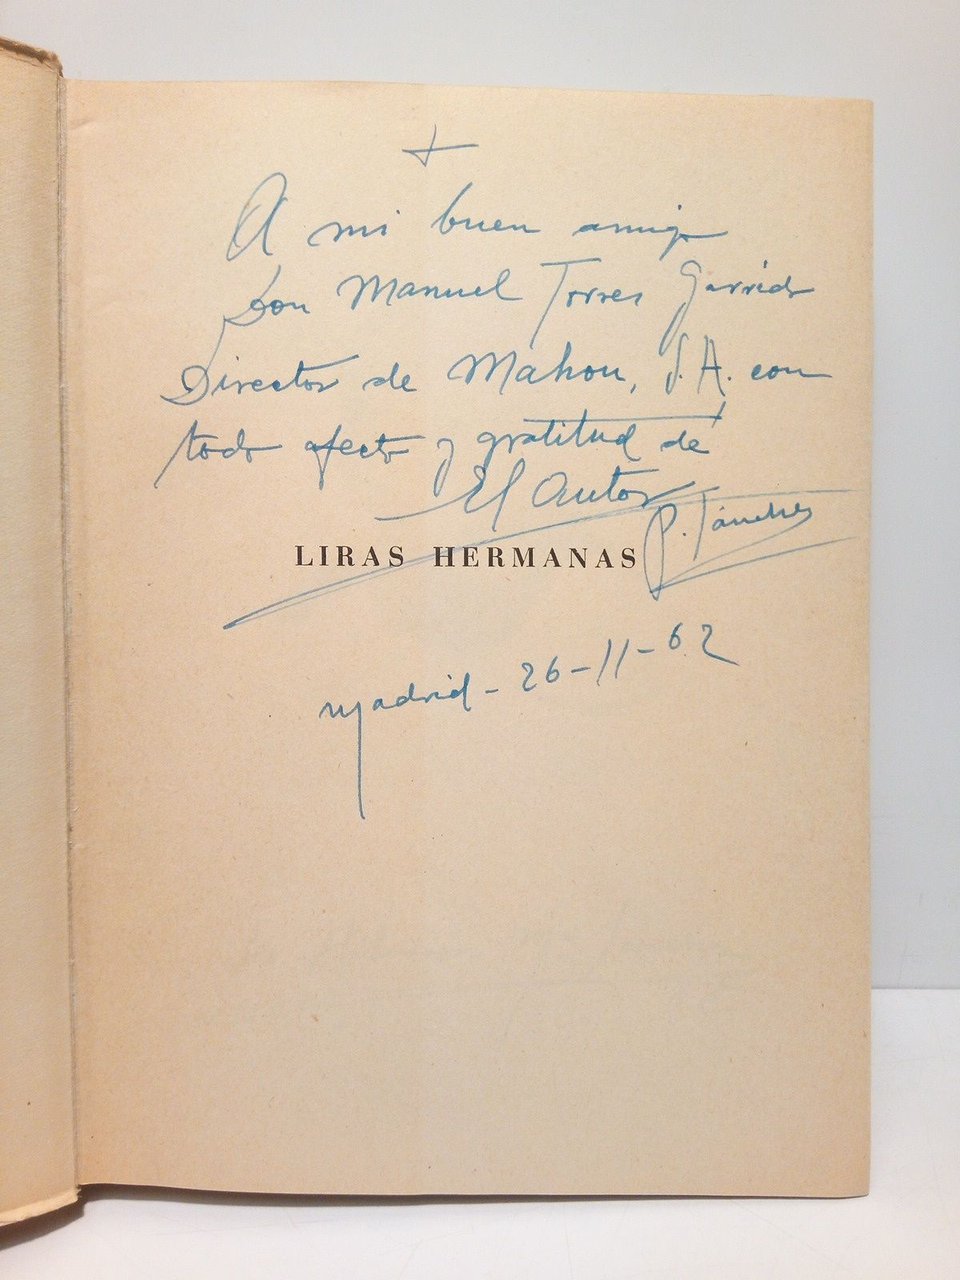 A mi buen amigo
Don Manuel Torres Garrido
Director de Mahou, S.A. con
todo afecto y gratitud de
El Autor
P. Sánchez
LIRAS HERMANAS
Madrid - 26-11-62